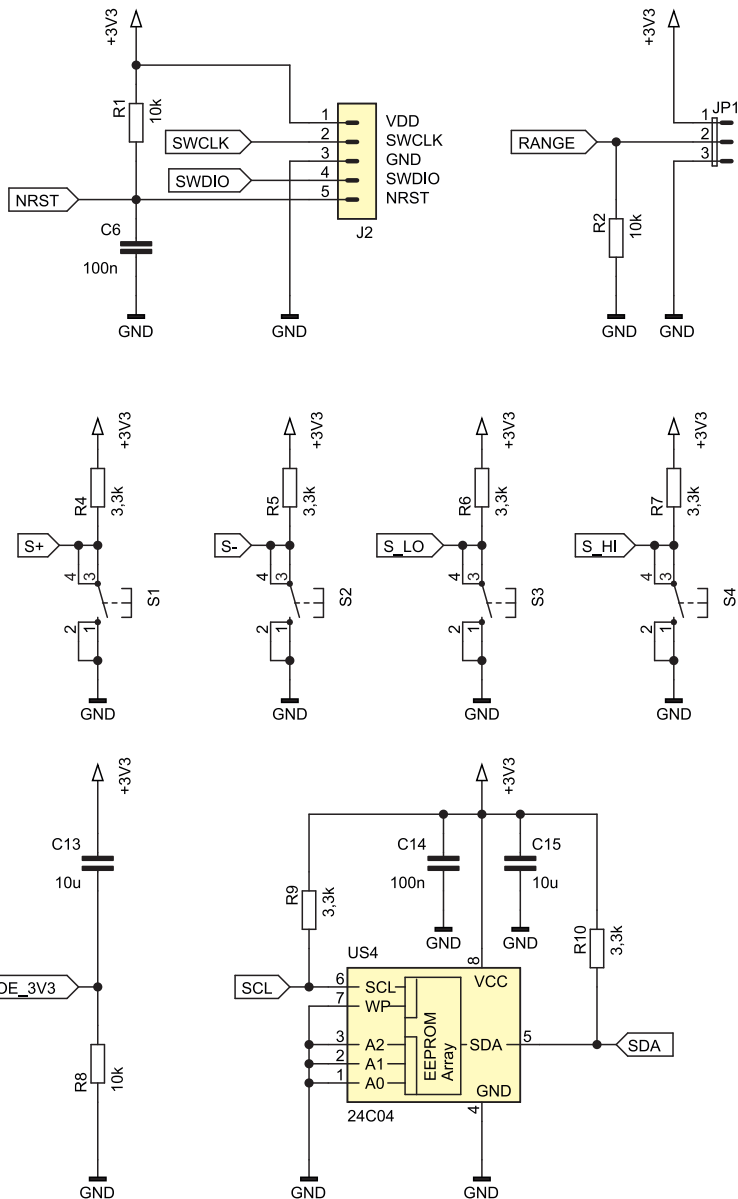 +3V3
R1
10k
1 VDD
SWCLK 2 SWCLK
3 GND
SWDIO 4 SWDIO
NRST 5 NRST
J2
C6
100n
GND
GND
+3V3
JP1
1
RANGE 2
3
R2
10k
GND
GND
+3V3
R4
3,3k
S+
4 3
S1
2 1
GND
+3V3
R5
3,3k
S-
4 3
S2
2 1
GND
+3V3
R6
3,3k
S_LO
4 3
S3
2 1
GND
+3V3
R7
3,3k
S_HI
4 3
S4
2 1
GND
+3V3
C13
10u
OE_3V3
R8
10k
GND
+3V3
C14
100n
GND
C15
10u
GND
R9
3,3k
R10
3,3k
US4
SCL 6 SCL
7 WP
3 A2
2 A1
1 A0
EEPROM
Array
8
VCC
SDA 5 SDA
GND
4
24C04
GND
GND